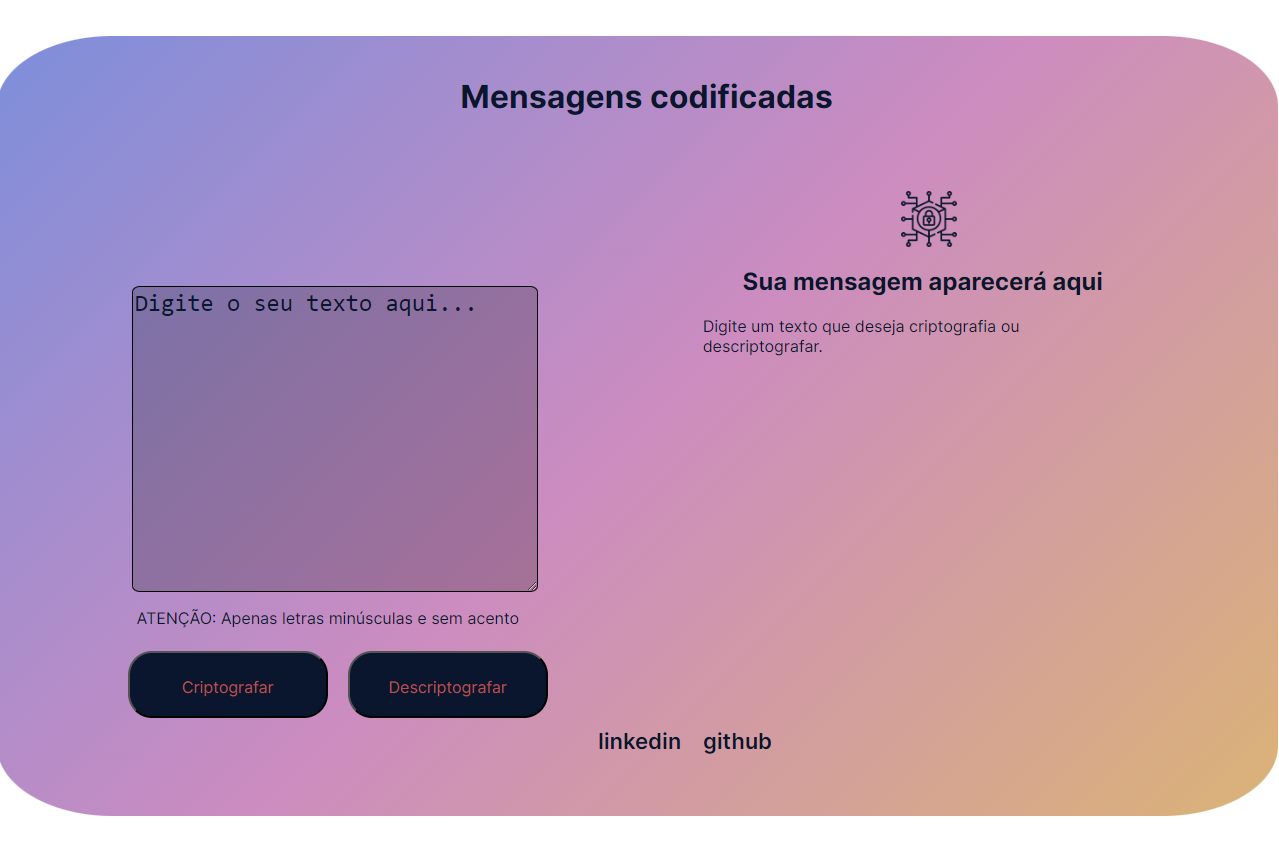 Mensagens codificadas
Sua mensagem aparecerá aqui
Digite um texto que deseja criptografia ou
descriptografar.
Digite o seu texto aqui...
ATENÇÃO: Apenas letras minúsculas e sem acento
Criptografar
Descriptografar
linkedin
github